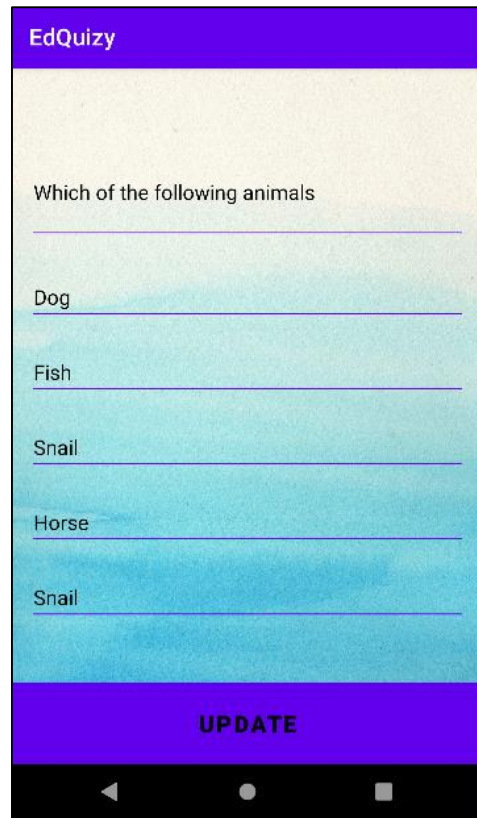 EdQuizy
Which of the following animals
Dog
Fish
Snail
Horse
Snail
UPDATE